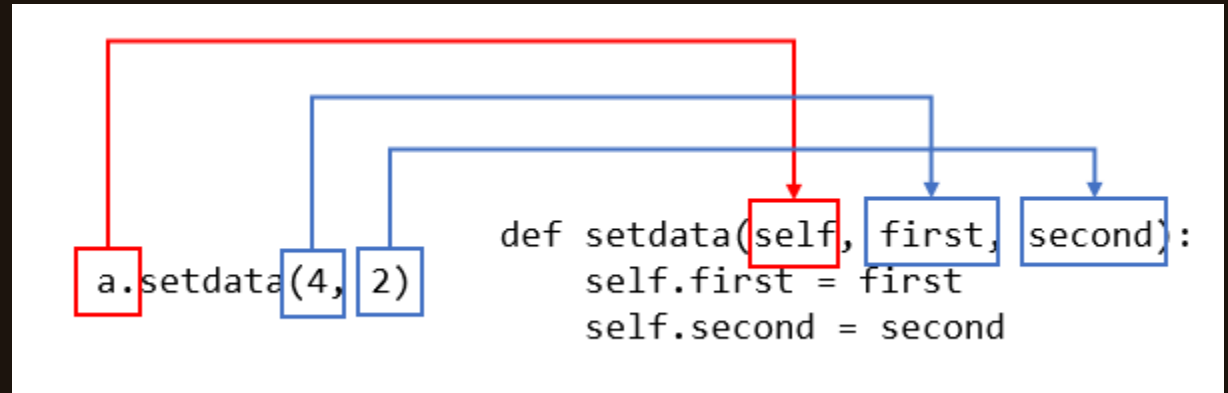 def setdata(self, first, second):
a.setdata(4, 2)
self.first = first
self.second = second